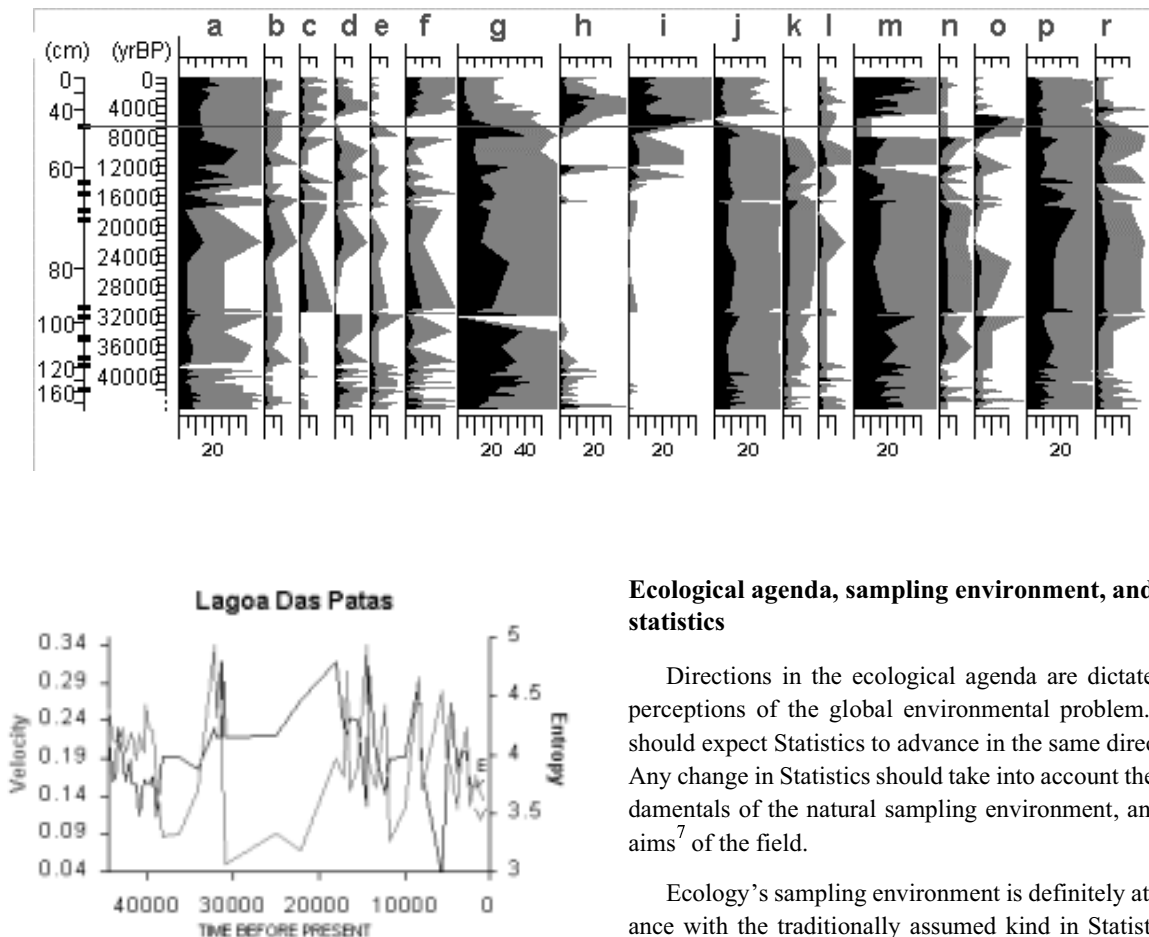 a b c d e f g h i j k l m n o p r
(cm) (yrBP)
0 0
40 4000
8000
60 12000
16000
20000
80 24000
28000
100 32000
36000
120 40000
160
20 20 40 20 20 20 20 20
Lagoa Das Patas
0.34 5
0.29
0.24 4.5
0.19 4
0.14 3.5
0.09
0.04 3
Velocity
Entropy
E
v
40000 30000 20000 10000 0
TIME BEFORE PRESENT
Ecological agenda, sampling environment, and
statistics
Directions in the ecological agenda are dictate
perceptions of the global environmental problem.
should expect Statistics to advance in the same direc
Any change in Statistics should take into account the
damentals of the natural sampling environment, an
aims7 of the field.
Ecology's sampling environment is definitely at
ance with the traditionally assumed kind in Statist